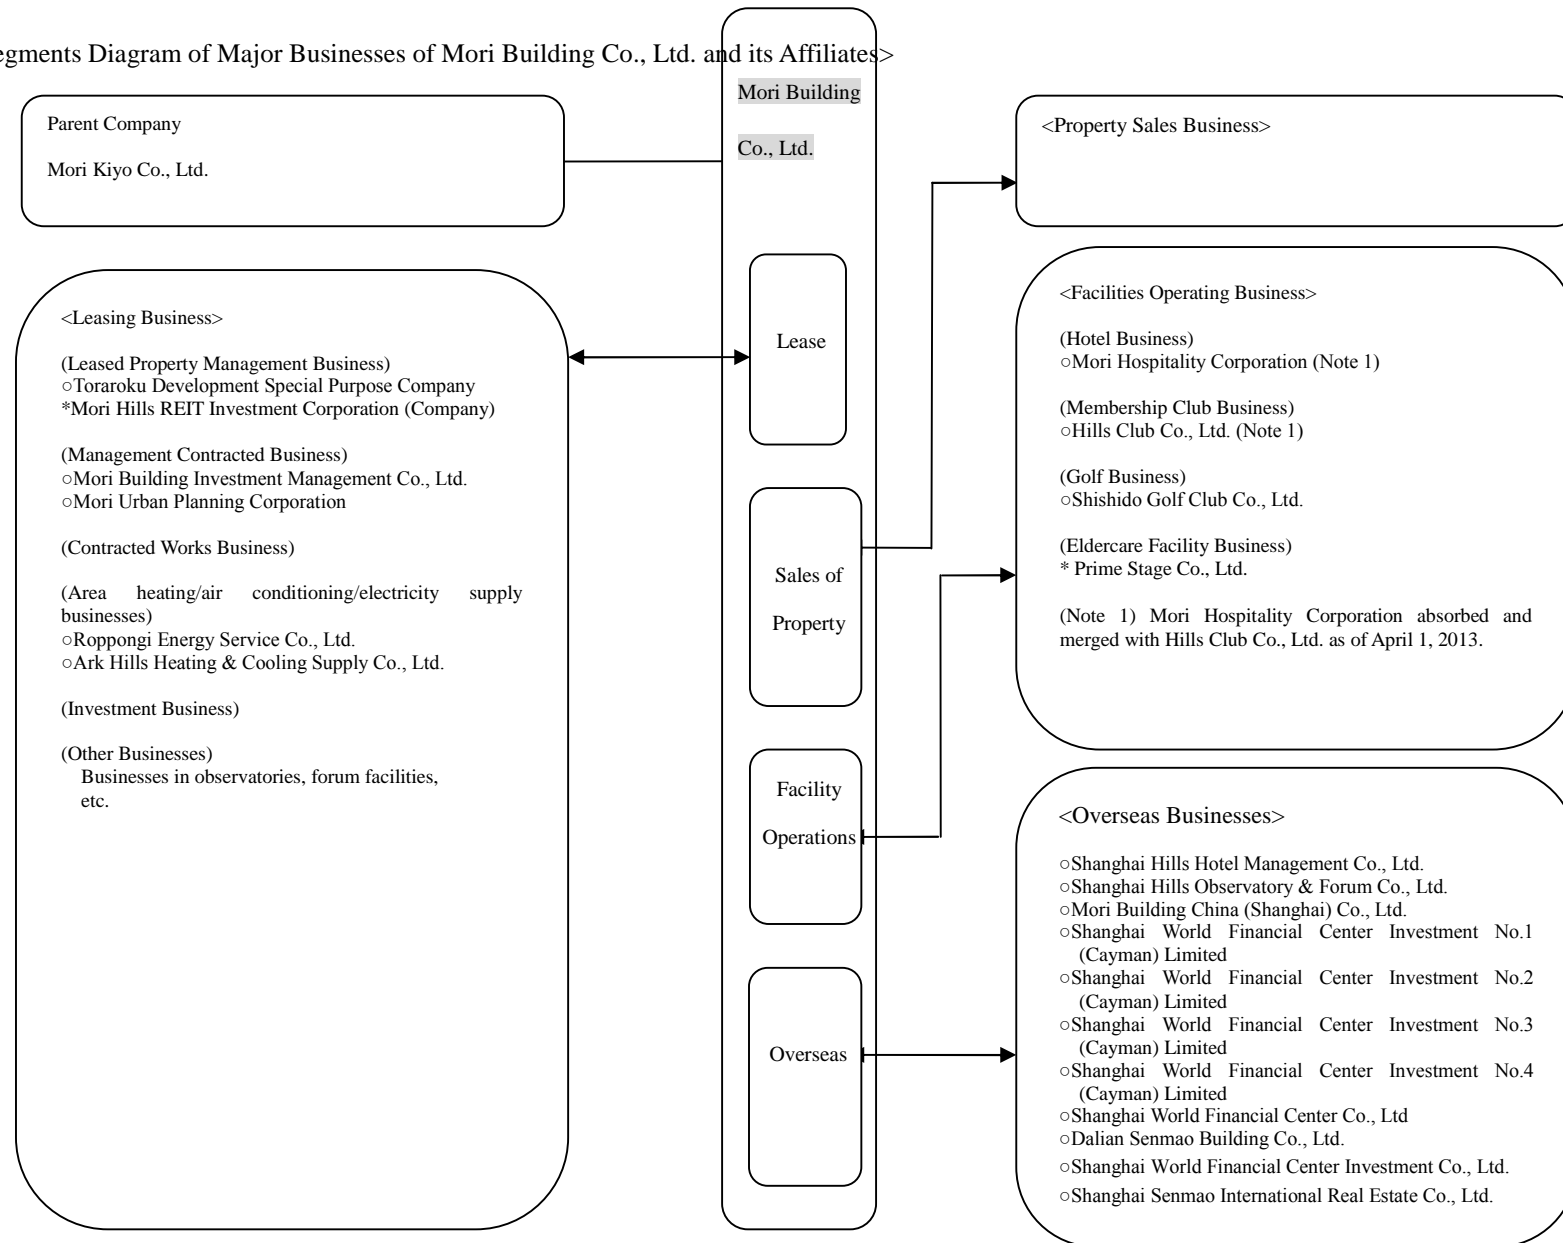 egments Diagram of Major Businesses of Mori Building Co., Ltd. and its Affiliates>
Parent Company
Mori Kiyo Co., Ltd.
<Leasing Business>
(Leased Property Management Business)
○Toraroku Development Special Purpose Company
*Mori Hills REIT Investment Corporation (Company)
(Management Contracted Business)
○Mori Building Investment Management Co., Ltd.
○Mori Urban Planning Corporation
(Contracted Works Business)
(Area heating/air conditioning/electricity supply
businesses)
○Roppongi Energy Service Co., Ltd.
○Ark Hills Heating & Cooling Supply Co., Ltd.
(Investment Business)
(Other Businesses)
Businesses in observatories, forum facilities,
etc.
Mori Building
Co., Ltd.
Lease
Sales of
Property
Facility
Operations
Overseas
<Property Sales Business>
<Facilities Operating Business>
(Hotel Business)
○Mori Hospitality Corporation (Note 1)
(Membership Club Business)
○Hills Club Co., Ltd. (Note 1)
(Golf Business)
○Shishido Golf Club Co., Ltd.
(Eldercare Facility Business)
* Prime Stage Co., Ltd.
(Note 1) Mori Hospitality Corporation absorbed and
merged with Hills Club Co., Ltd. as of April 1, 2013.
<Overseas Businesses>
○Shanghai Hills Hotel Management Co., Ltd.
○Shanghai Hills Observatory & Forum Co., Ltd.
○Mori Building China (Shanghai) Co., Ltd.
○Shanghai World Financial Center Investment No.1
(Cayman) Limited
○Shanghai World Financial Center Investment No.2
(Cayman) Limited
○Shanghai World Financial Center Investment No.3
(Cayman) Limited
○Shanghai World Financial Center Investment No.4
(Cayman) Limited
○Shanghai World Financial Center Co., Ltd
○Dalian Senmao Building Co., Ltd.
○Shanghai World Financial Center Investment Co., Ltd.
○Shanghai Senmao International Real Estate Co., Ltd.